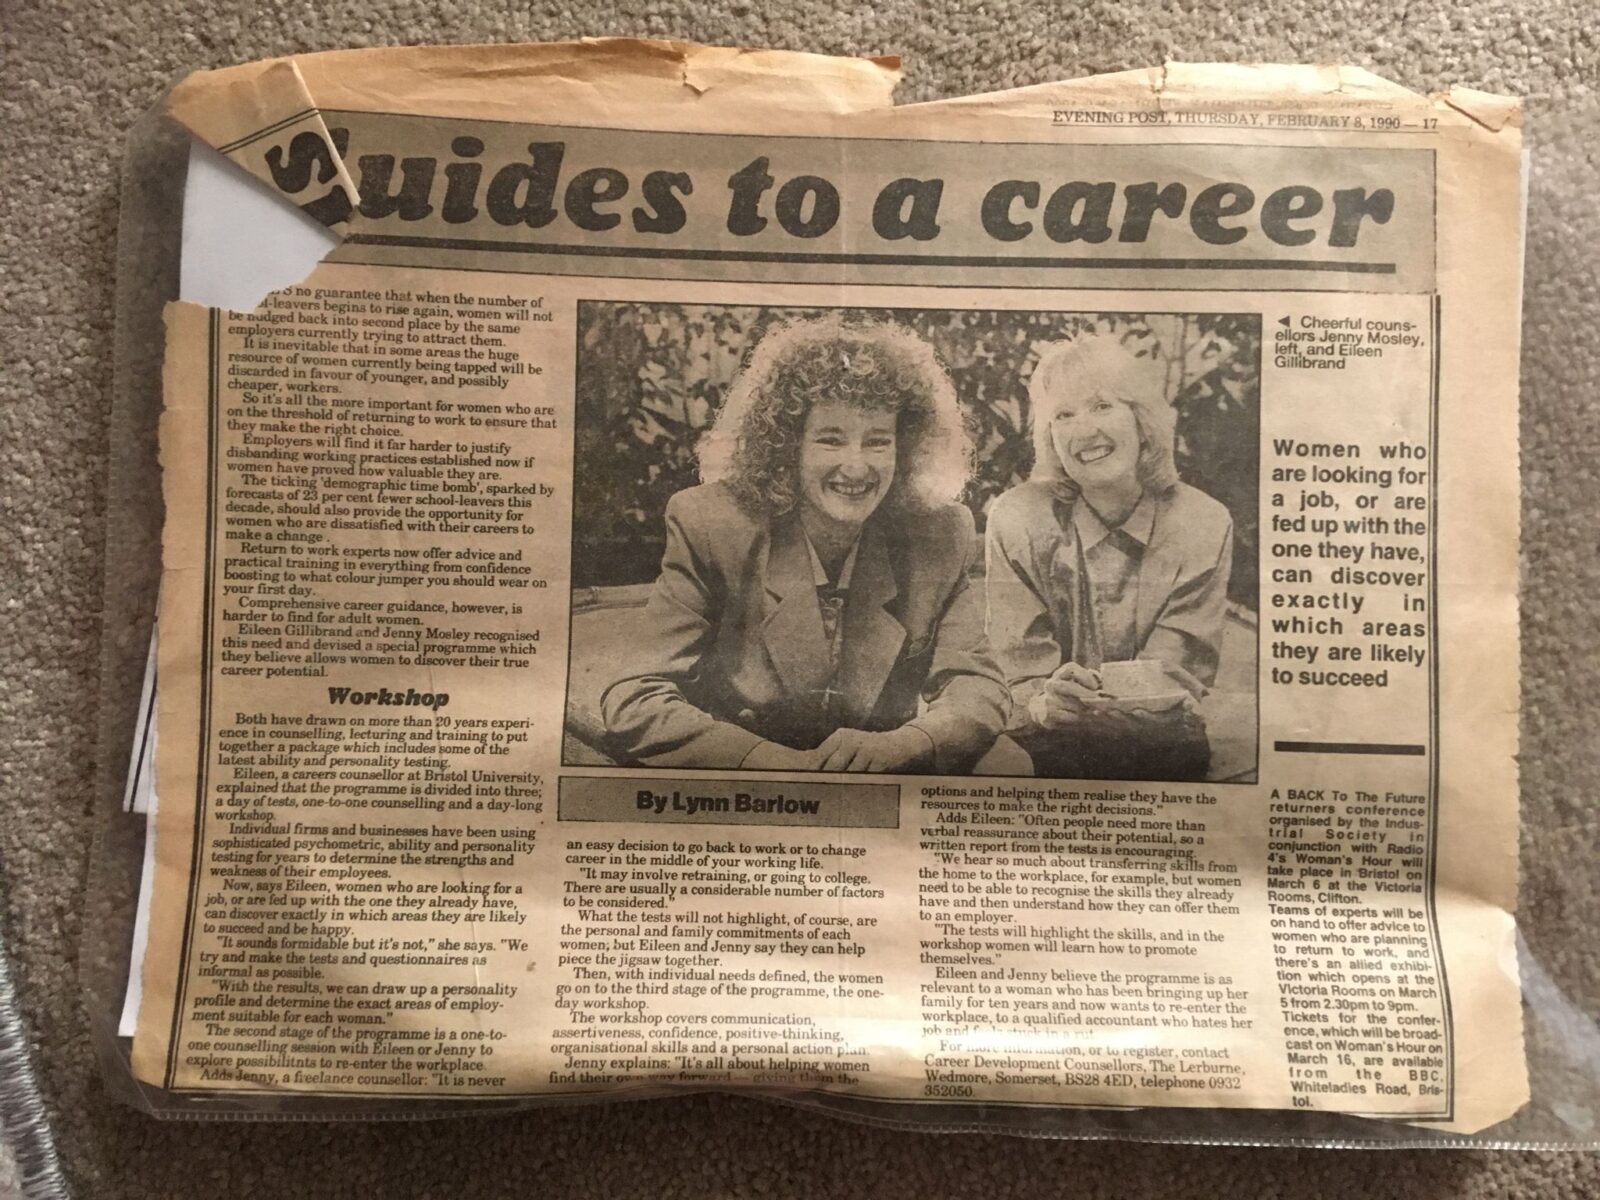 EVENING POST, THURSDAY, FEBRUARY 8, 1990 — 17
Guides to a career
S no guarantee that when the number of
ol-leavers begins to rise again, women will not
be nudged back into second place by the same
employers currently trying to attract them.
It is inevitable that in some areas the huge
resource of women currently being tapped will be
discarded in favour of younger, and possibly
cheaper, workers.
So it's all the more important for women who are
on the threshold of returning to work to ensure that
they make the right choice.
Employers will find it far harder to justify
disbanding working practices established now if
women have proved how valuable they are.
The ticking 'demographic time bomb', sparked by
forecasts of 23 per cent fewer school-leavers this
decade, should also provide the opportunity for
women who are dissatisfied with their careers to
make a change .
Return to work experts now offer advice and
practical training in everything from confidence
boosting to what colour jumper you should wear on
your first day.
Comprehensive career guidance, however, is
harder to find for adult women.
Eileen Gillibrand and Jenny Mosley recognised
this need and devised a special programme which
they believe allows women to discover their true
career potential.
Workshop
Both have drawn on more than 20 years experi-
ence in counselling, lecturing and training to put
together a package which includes some of the
latest ability and personality testing.
Eileen, a careers counsellor at Bristol University,
explained that the programme is divided into three;
a day of tests, one-to-one counselling and a day-long
workshop.
Individual firms and businesses have been using
sophisticated psychometric, ability and personality
testing for years to determine the strengths and
weakness of their employees.
Now, says Eileen, women who are looking for a
job, or are fed up with the one they already have,
can discover exactly in which areas they are likely
to succeed and be happy.
"It sounds formidable but it's not," she says. "We
try and make the tests and questionnaires as
informal as possible.
"With the results, we can draw up a personality
profile and determine the exact areas of employ-
ment suitable for each woman."
The second stage of the programme is a one-to-
one counselling session with Eileen or Jenny to
explore possibilitnts to re-enter the workplace.
Adds Jenny, a freelance counsellor: "It is never
By Lynn Barlow
an easy decision to go back to work or to change
career in the middle of your working life.
"It may involve retraining, or going to college.
There are usually a considerable number of factors
to be considered."
What the tests will not highlight, of course, are
the personal and family commitments of each
women; but Eileen and Jenny say they can help
piece the jigsaw together.
Then, with individual needs defined, the women
go on to the third stage of the programme, the one-
day workshop.
The workshop covers communication,
assertiveness, confidence, positive-thinking,
organisational skills and a personal action plan.
Jenny explains: "It's all about helping women
find their own way forward — giving them the
options and helping them realise they have the
resources to make the right decisions."
Adds Eileen: "Often people need more than
verbal reassurance about their potential, so a
written report from the tests is encouraging.
"We hear so much about transferring skills from
the home to the workplace, for example, but women
need to be able to recognise the skills they already
have and then understand how they can offer them
to an employer.
"The tests will highlight the skills, and in the
workshop women will learn how to promote
themselves."
Eileen and Jenny believe the programme is as
relevant to a woman who has been bringing up her
family for ten years and now wants to re-enter the
workplace, to a qualified accountant who hates her
job and feels stuck in a rut.
For more information, or to register, contact
Career Development Counsellors, The Lerburne,
Wedmore, Somerset, BS28 4ED, telephone 0932
352050.
◄ Cheerful couns-
ellors Jenny Mosley,
left, and Eileen
Gillibrand
Women who
are looking for
a job, or are
fed up with the
one they have,
can discover
exactly in
which areas
they are likely
to succeed
A BACK To The Future
returners conference
organised by the Indus-
trial Society in
conjunction with Radio
4's Woman's Hour will
take place in Bristol on
March 6 at the Victoria
Rooms, Clifton.
Teams of experts will be
on hand to offer advice to
women who are planning
to return to work, and
there's an allied exhibi-
tion which opens at the
Victoria Rooms on March
5 from 2.30pm to 9pm.
Tickets for the confer-
ence, which will be broad-
cast on Woman's Hour on
March 16, are available
from the BBC,
Whiteladies Road, Bris-
tol.